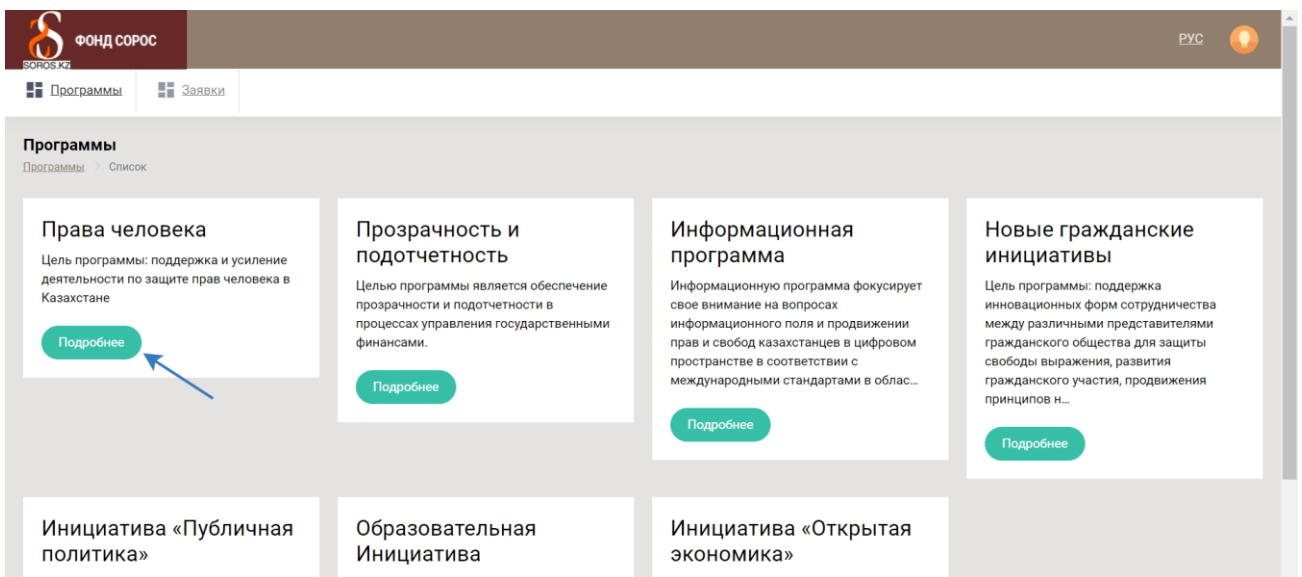 ФОНД СОРОС
SOROS.KZ
РУС
Программы
Заявки
Программы
Программы > Список
Права человека
Цель программы: поддержка и усиление
деятельности по защите прав человека в
Казахстане
Подробнее
Прозрачность и
подотчетность
Целью программы является обеспечение
прозрачности и подотчетности в
процессах управления государственными
финансами.
Подробнее
Информационная
программа
Информационную программа фокусирует
свое внимание на вопросах
информационного поля и продвижении
прав и свобод казахстанцев в цифровом
пространстве в соответствии с
международными стандартами в облас...
Подробнее
Новые гражданские
инициативы
Цель программы: поддержка
инновационных форм сотрудничества
между различными представителями
гражданского общества для защиты
свободы выражения, развития
гражданского участия, продвижения
принципов н...
Подробнее
Инициатива «Публичная
политика»
Образовательная
Инициатива
Инициатива «Открытая
экономика»